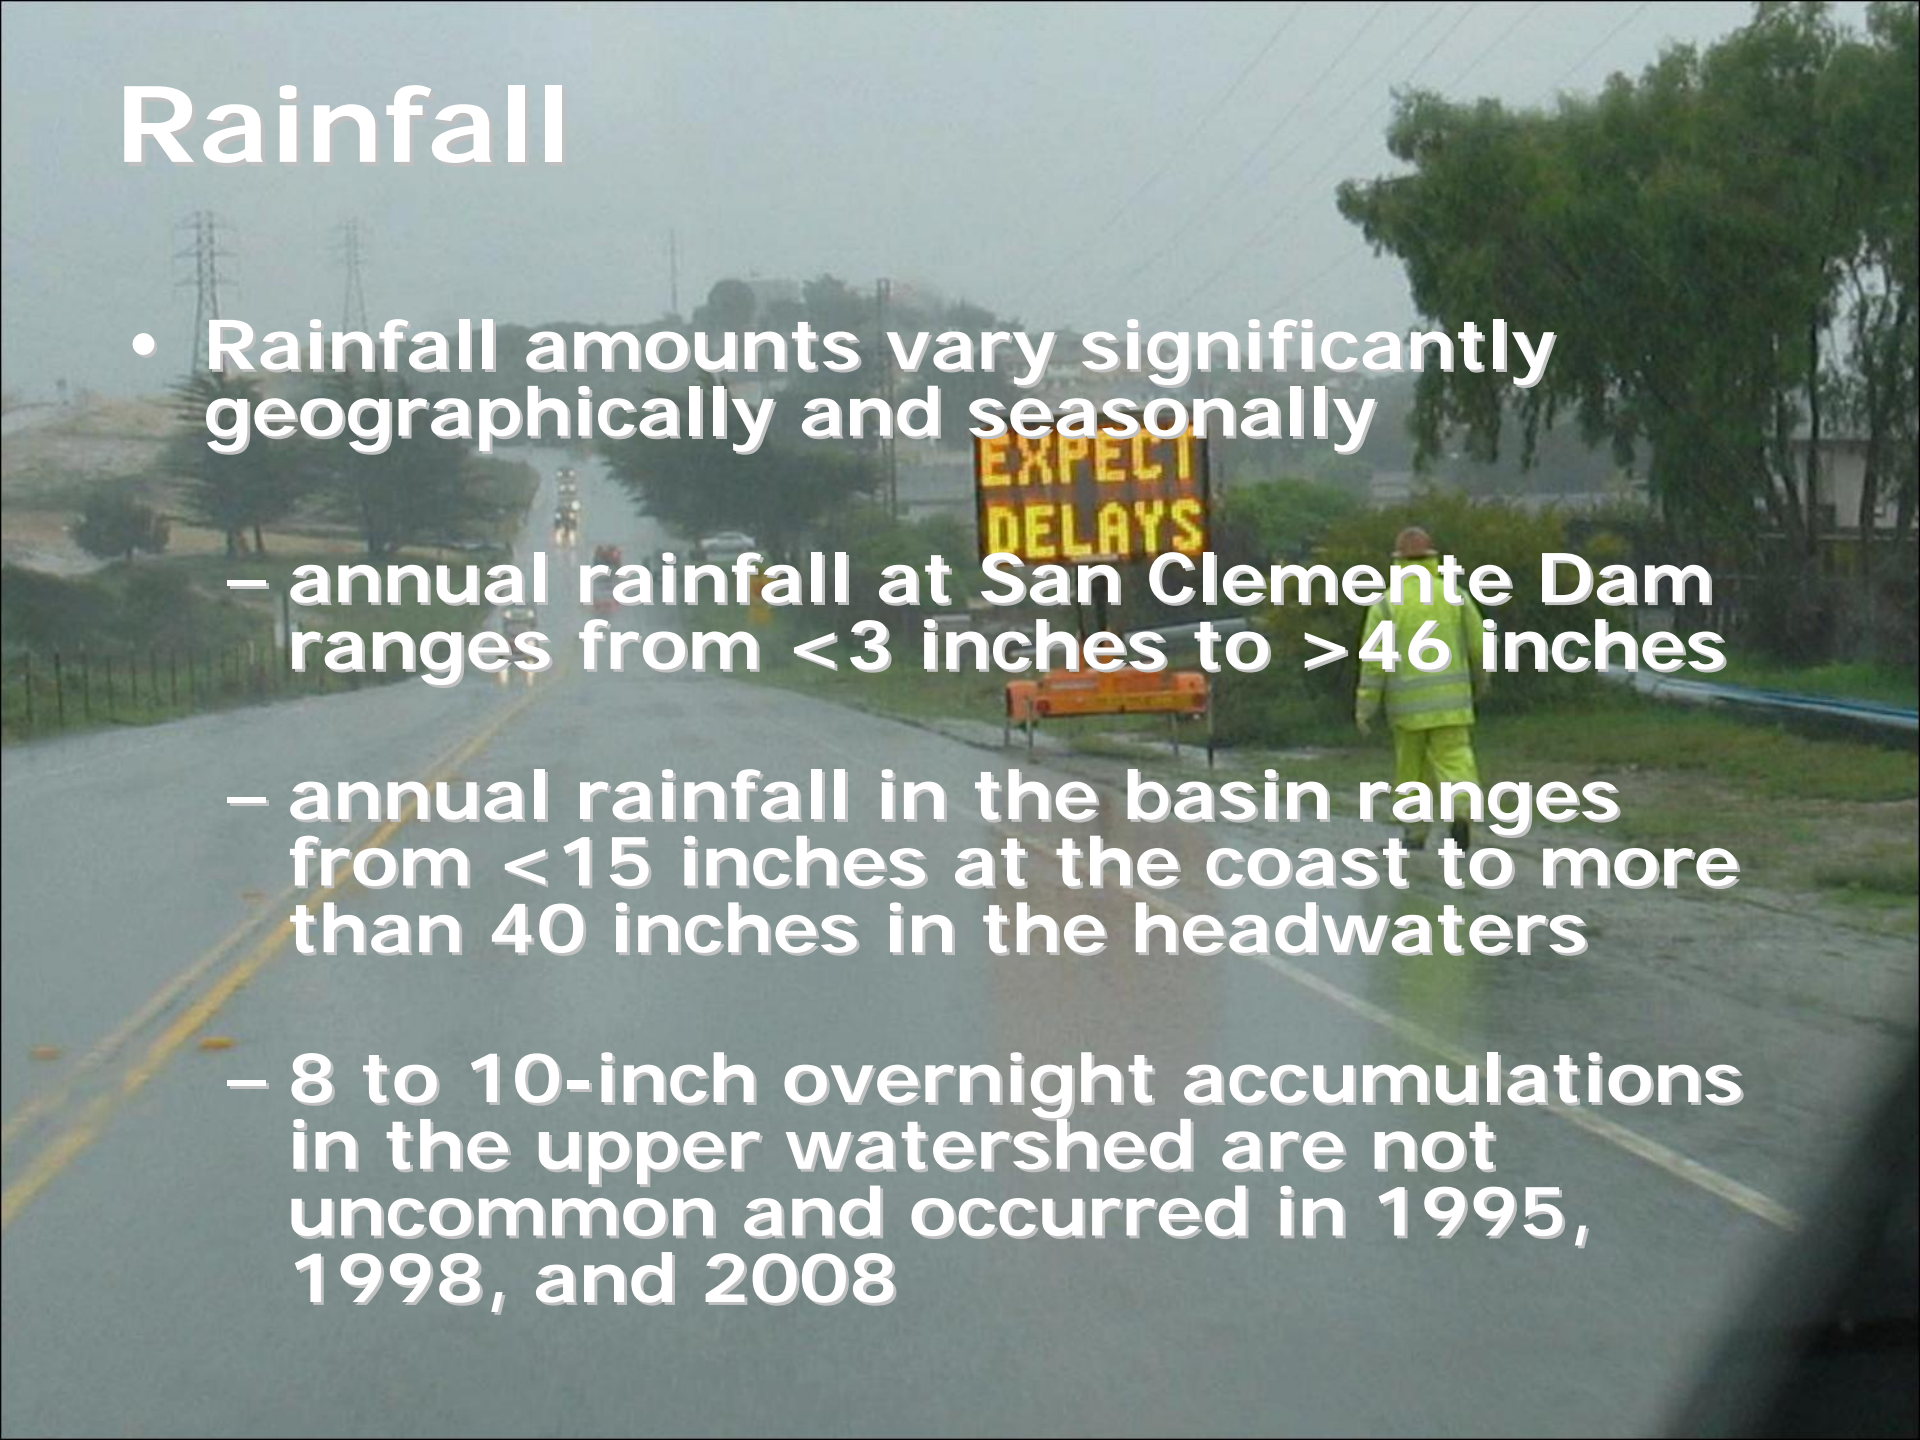 Rainfall
• Rainfall amounts vary significantly
geographically and seasonally
EXPECT
DELAYS
– annual rainfall at San Clemente Dam
ranges from <3 inches to >46 inches
– annual rainfall in the basin ranges
from <15 inches at the coast to more
than 40 inches in the headwaters
– 8 to 10-inch overnight accumulations
in the upper watershed are not
uncommon and occurred in 1995,
1998, and 2008